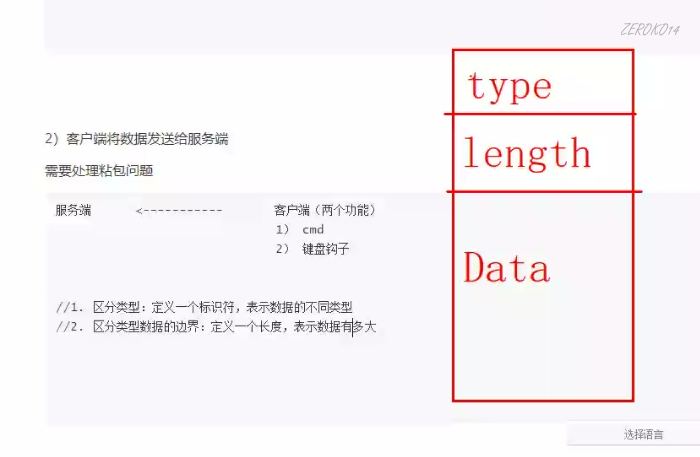 ZEROKO14
type
2) 客户端将数据发送给服务端
length
需要处理粘包问题
服务端 <----------- 客户端（两个功能）
1） cmd
2） 键盘钩子
Data
//1. 区分类型：定义一个标识符，表示数据的不同类型
//2. 区分类型数据的边界：定义一个长度，表示数据有多大
选择语言